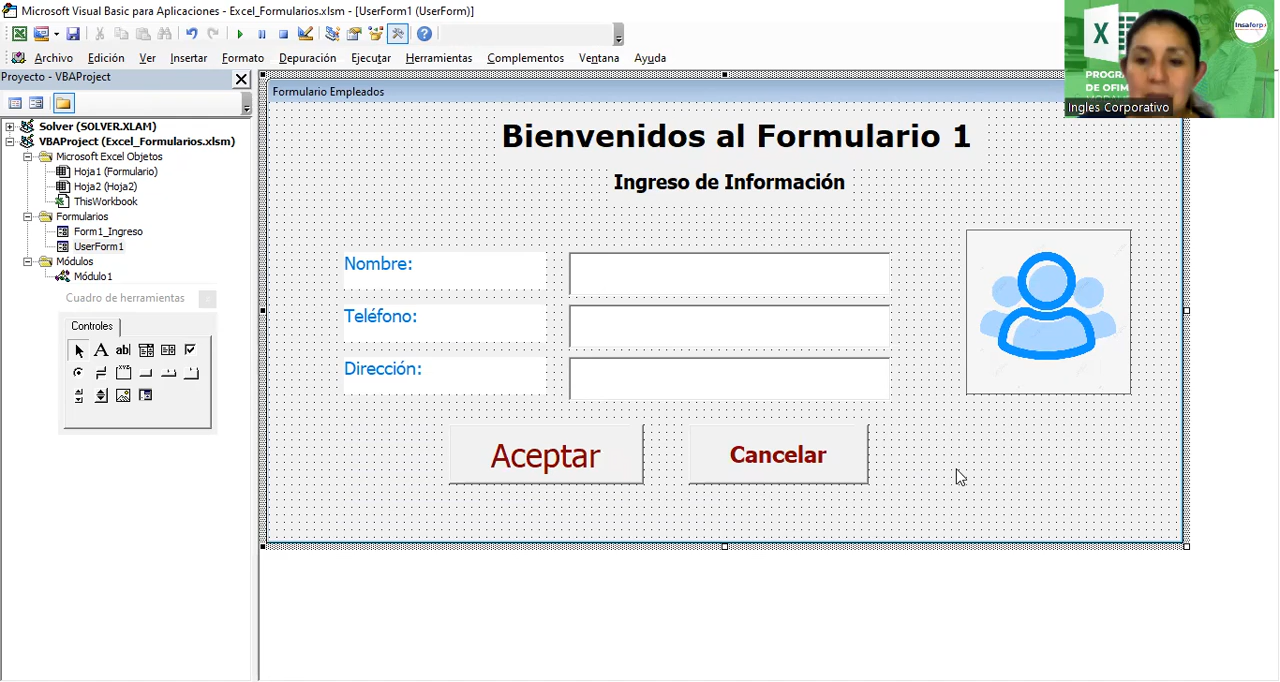 Microsoft Visual Basic para Aplicaciones - Excel_Formularios.xlsm - [UserForm1 (UserForm)]
Archivo Edición Ver Insertar Formato Depuración Ejecutar Herramientas Complementos Ventana Ayuda
Proyecto - VBAProject
Solver (SOLVER.XLAM)
VBAProject (Excel_Formularios.xlsm)
Microsoft Excel Objetos
Hoja1 (Formulario)
Hoja2 (Hoja2)
ThisWorkbook
Formularios
Form1_Ingreso
UserForm1
Módulos
Módulo1
Cuadro de herramientas
Controles
Formulario Empleados
Bienvenidos al Formulario 1
Ingreso de Información
Nombre:
Teléfono:
Dirección:
Aceptar
Cancelar
X
Insaforp
DE OFIM
Ingles Corporativo